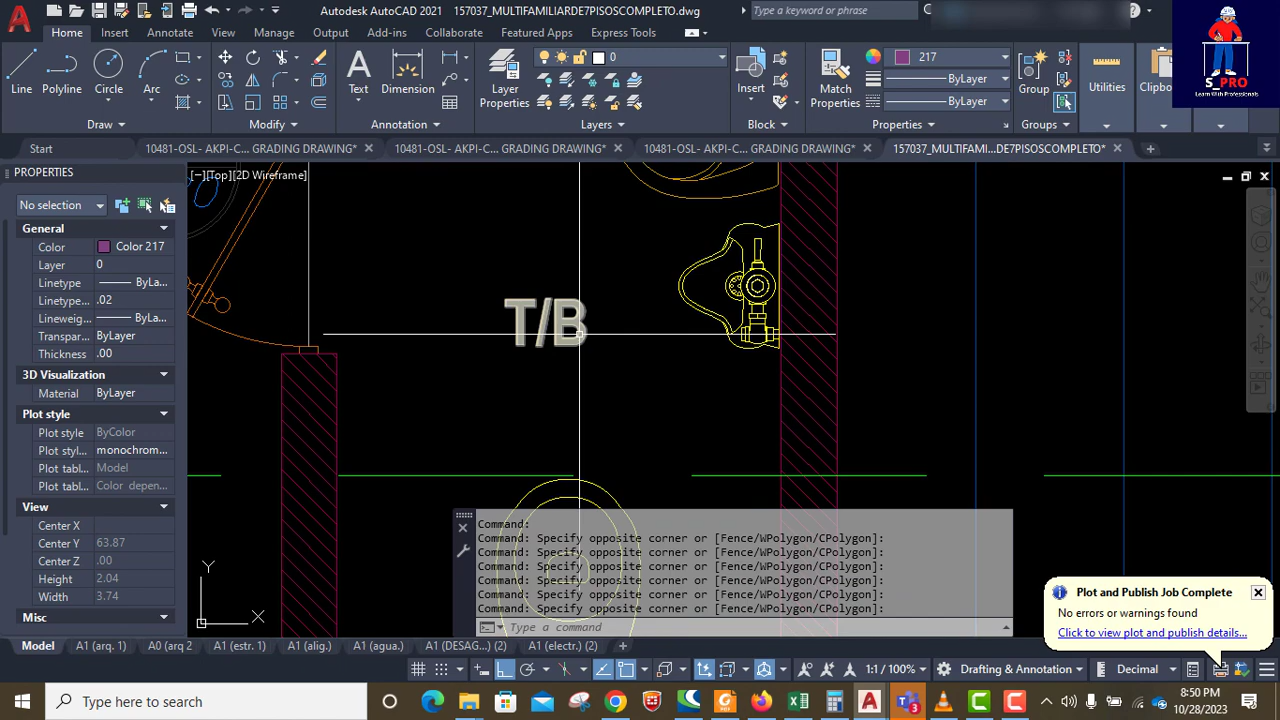 Autodesk AutoCAD 2021 157037_MULTIFAMILIARDE7PISOSCOMPLETO.dwg
Type a keyword or phrase
Home Insert Annotate View Manage Output Add-ins Collaborate Featured Apps Express Tools
Line Polyline Circle Arc
Text Dimension
Layer Properties
0
Insert
Match Properties
217
ByLayer
ByLayer
Group
Utilities
Clipbo
Draw Modify Annotation Layers Block Properties Groups
S_PRO
Learn With Professionals
Start 10481-OSL- AKPI-C... GRADING DRAWING* 10481-OSL- AKPI-C... GRADING DRAWING* 10481-OSL- AKPI-C... GRADING DRAWING* 157037_MULTIFAMI...DE7PISOSCOMPLETO*
PROPERTIES
[−][Top][2D Wireframe]
No selection
General
Color Color 217
Layer 0
Linetype ByLa...
Linetype... .02
Lineweig... ByLa...
Transpar... ByLayer
Thickness .00
3D Visualization
Material ByLayer
Plot style
Plot style ByColor
Plot styl... monochrom...
Plot tabl... Model
Plot tabl... Color depen...
View
Center X
Center Y 63.87
Center Z .00
Height 2.04
Width 3.74
Misc
T/B
Y
X
Command:
Command: Specify opposite corner or [Fence/WPolygon/CPolygon]:
Command: Specify opposite corner or [Fence/WPolygon/CPolygon]:
Command: Specify opposite corner or [Fence/WPolygon/CPolygon]:
Command: Specify opposite corner or [Fence/WPolygon/CPolygon]:
Command: Specify opposite corner or [Fence/WPolygon/CPolygon]:
Command: Specify opposite corner or [Fence/WPolygon/CPolygon]:
Type a command
Plot and Publish Job Complete
No errors or warnings found
Click to view plot and publish details...
Model A1 (arq. 1) A1 (arq 2 A1 (estr. 1) A1 (alig.) A1 (agua.) A1 (DESAG...) (2) A1 (electr.) (2)
1:1 / 100% Drafting & Annotation Decimal
Type here to search
3
8:50 PM
10/28/2023